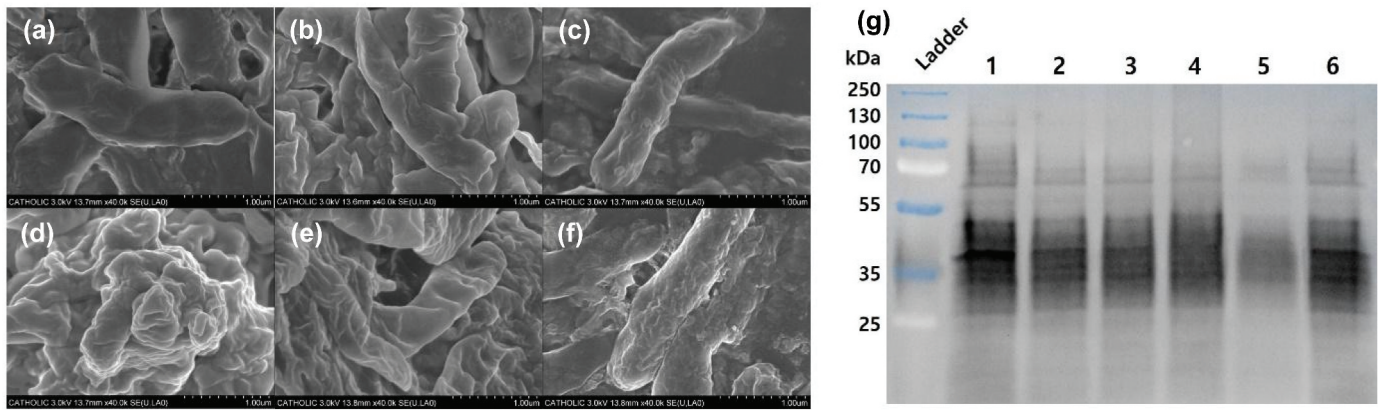 (a)
(b)
(c)
CATHOLIC 3.0kV 13.7mm x40.0k SE(U,LA0) 1.00um
CATHOLIC 3.0kV 13.6mm x40.0k SE(U,LA0) 1.00um
CATHOLIC 3.0kV 13.7mm x40.0k SE(U,LA0) 1.00um
(d)
(e)
(f)
CATHOLIC 3.0kV 13.7mm x40.0k SE(U,LA0) 1.00um
CATHOLIC 3.0kV 13.8mm x40.0k SE(U,LA0) 1.00um
CATHOLIC 3.0kV 13.8mm x40.0k SE(U,LA0) 1.00um
(g)
kDa Ladder 1 2 3 4 5 6
250
130
100
70
55
35
25